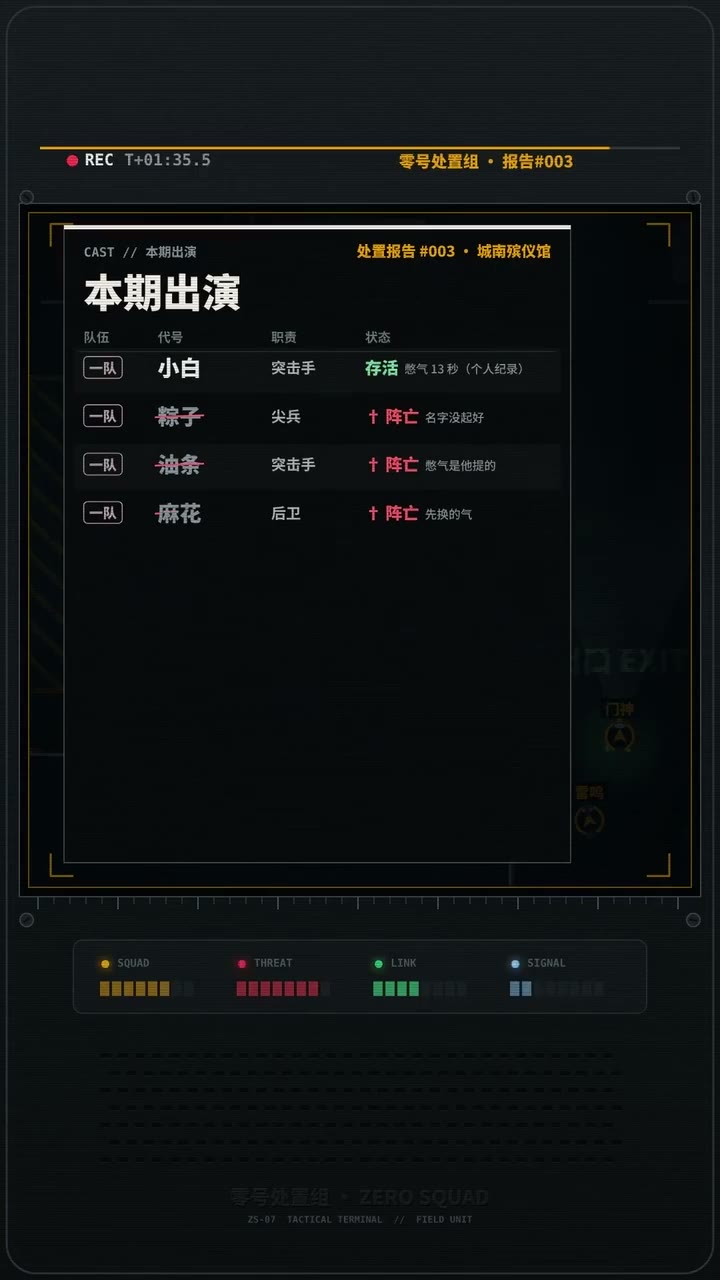 REC T+01:35.5
零号处置组 · 报告#003
CAST // 本期出演
处置报告 #003 · 城南殡仪馆
本期出演
队伍 代号 职责 状态
一队 小白 突击手 存活 憋气 13 秒（个人纪录）
一队 粽子 尖兵 † 阵亡 名字没起好
一队 油条 突击手 † 阵亡 憋气是他提的
一队 麻花 后卫 † 阵亡 先换的气
EXIT
门神
雷鸣
SQUAD THREAT LINK SIGNAL
零号处置组 · ZERO SQUAD
ZS-07 TACTICAL TERMINAL // FIELD UNIT